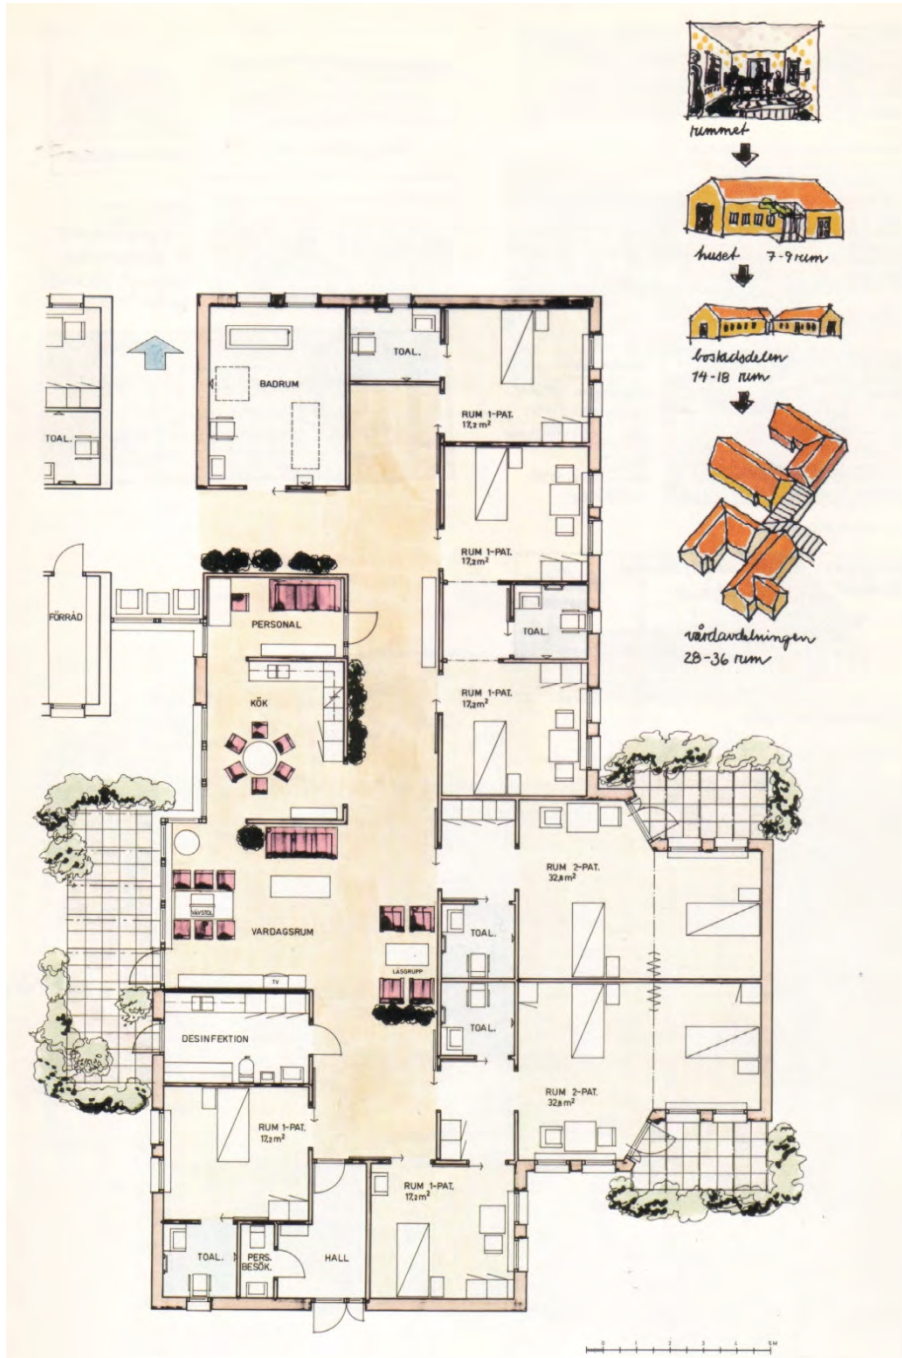 rummet
huset 7-9 rum
bostadsdelen
14-18 rum
vårdavdelningen
28-36 rum
TOAL.
BADRUM
TOAL.
RUM 1-PAT.
17,2 m²
RUM 1-PAT.
17,2 m²
FÖRRÅD
PERSONAL
TOAL.
KÖK
RUM 1-PAT.
17,2 m²
RUM 2-PAT.
32,8 m²
VÄVSTOL
VARDAGSRUM
TOAL.
LÄSGRUPP
TV
DESINFEKTION
TOAL.
RUM 2-PAT.
32,8 m²
RUM 1-PAT.
17,2 m²
RUM 1-PAT.
17,2 m²
TOAL.
PERS.
BESÖK.
HALL
0 1 2 3 4 5M